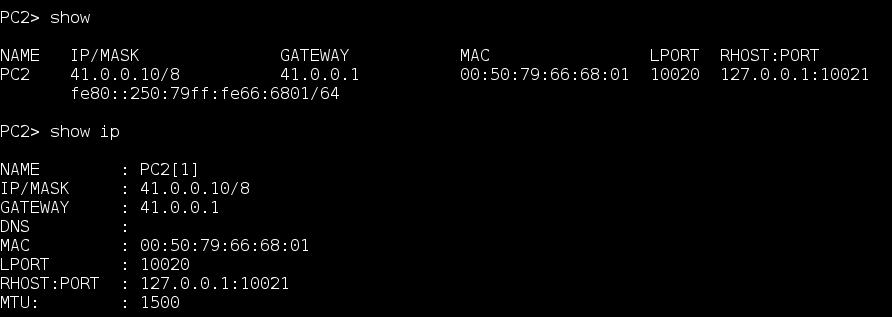 PC2> show
NAME   IP/MASK              GATEWAY           MAC                LPORT  RHOST:PORT
PC2    41.0.0.10/8          41.0.0.1          00:50:79:66:68:01  10020  127.0.0.1:10021
       fe80::250:79ff:fe66:6801/64
PC2> show ip
NAME        : PC2[1]
IP/MASK     : 41.0.0.10/8
GATEWAY     : 41.0.0.1
DNS         :
MAC         : 00:50:79:66:68:01
LPORT       : 10020
RHOST:PORT  : 127.0.0.1:10021
MTU:        : 1500